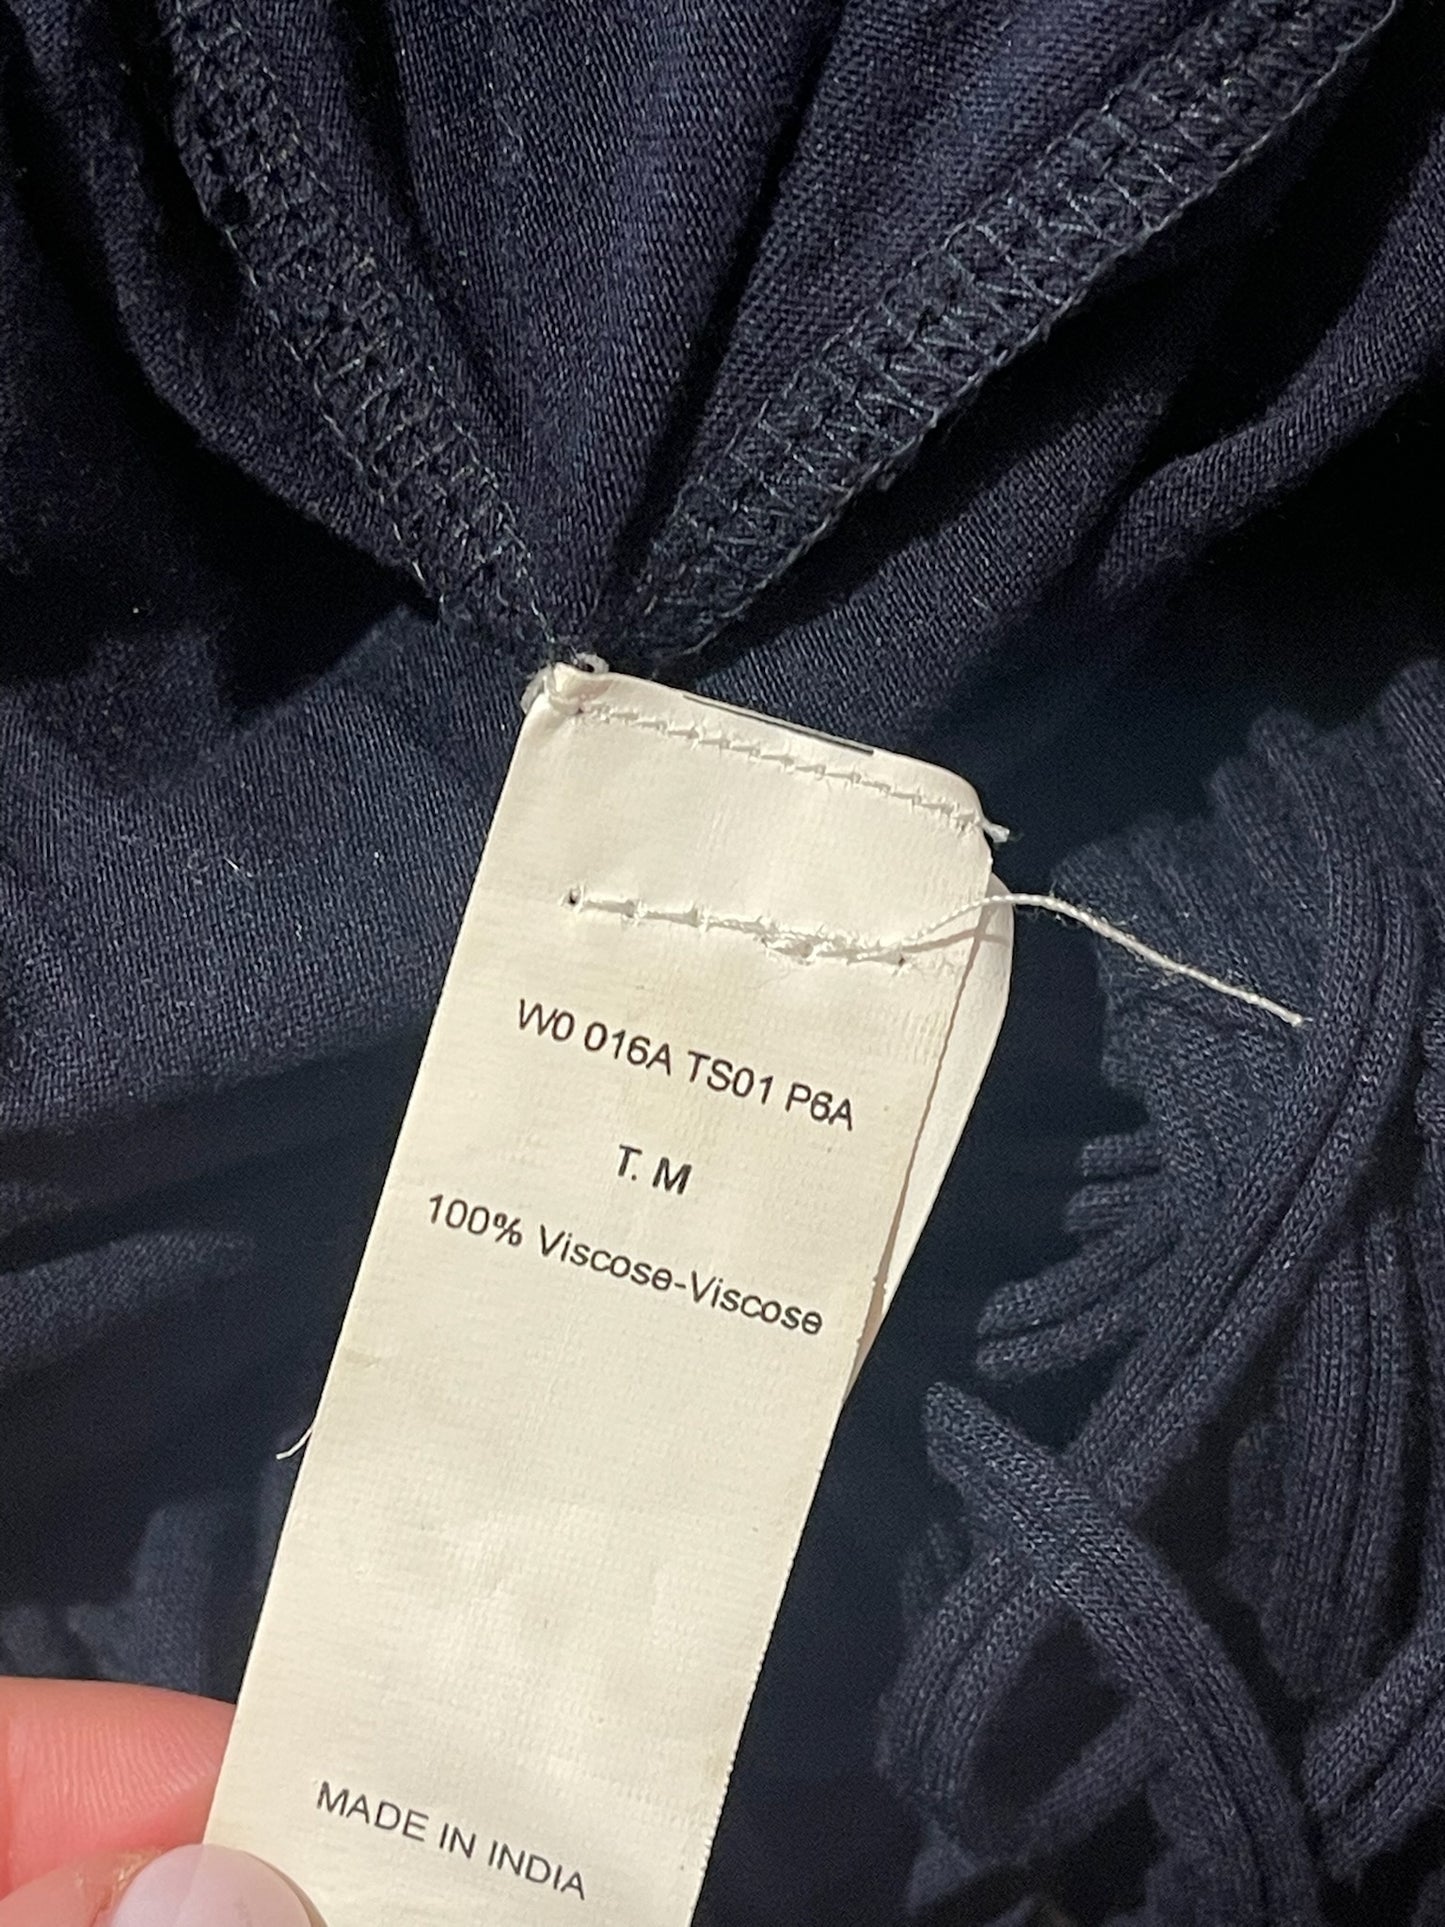 W0 016A TS01 P6A
T. M
100% Viscose-Viscose
MADE IN INDIA